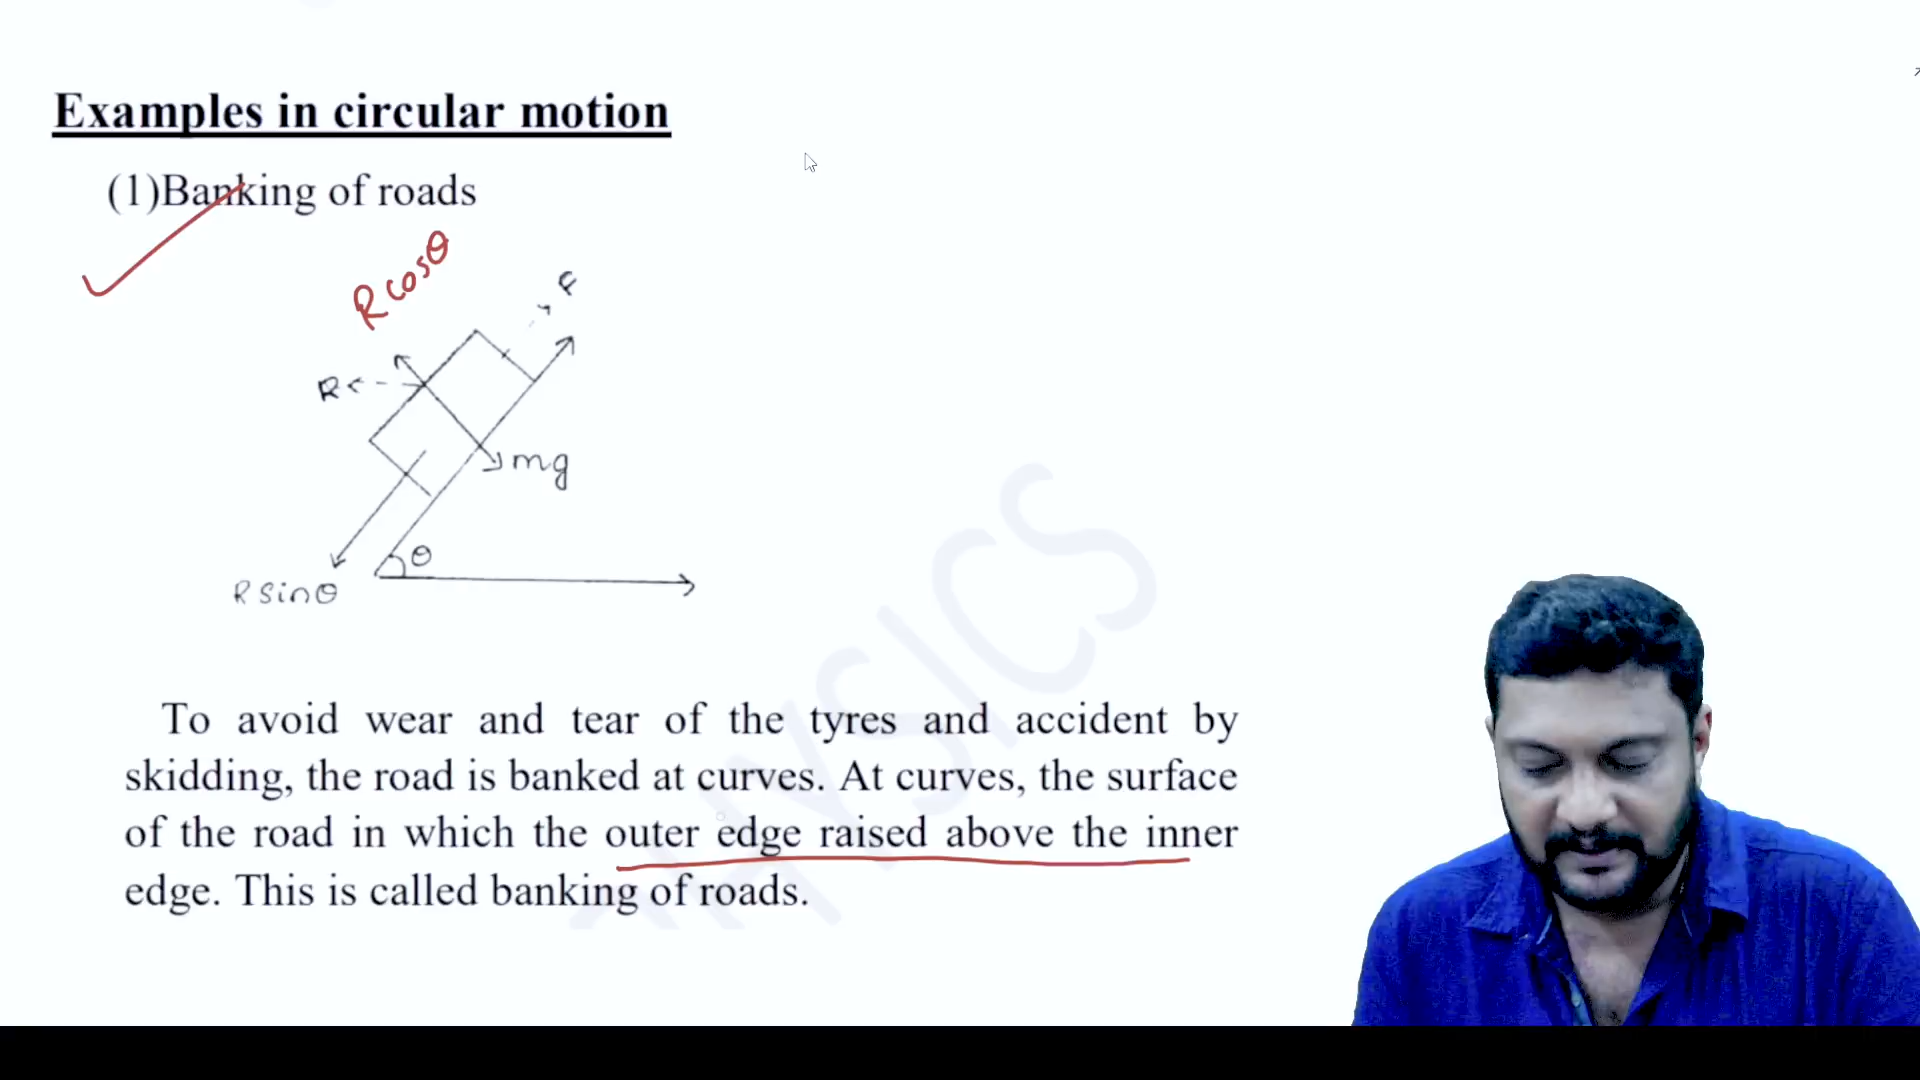 Examples in circular motion
(1)Banking of roads
R cosθ
F
R
mg
θ
R sinθ
PHYSICS
To avoid wear and tear of the tyres and accident by
skidding, the road is banked at curves. At curves, the surface
of the road in which the outer edge raised above the inner
edge. This is called banking of roads.